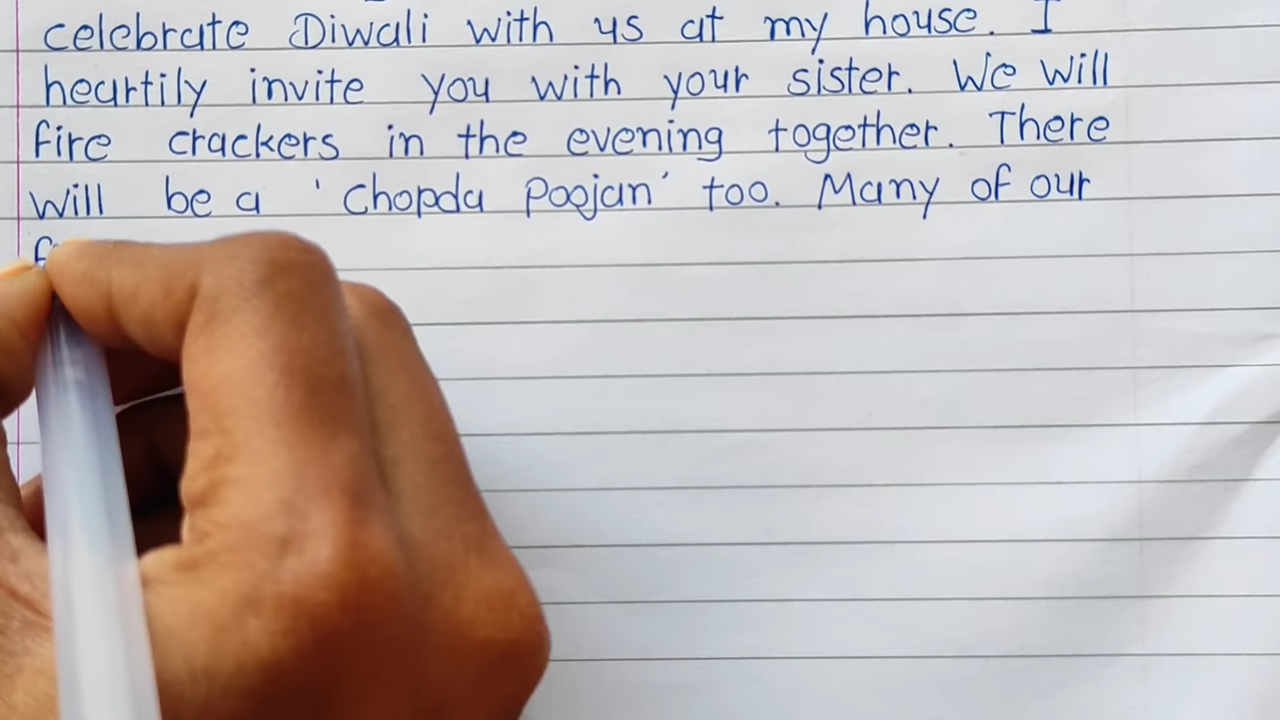 celebrate Diwali with us at my house. I
heartily invite you with your sister. We will
fire crackers in the evening together. There
will be a 'Chopda Poojan' too. Many of our